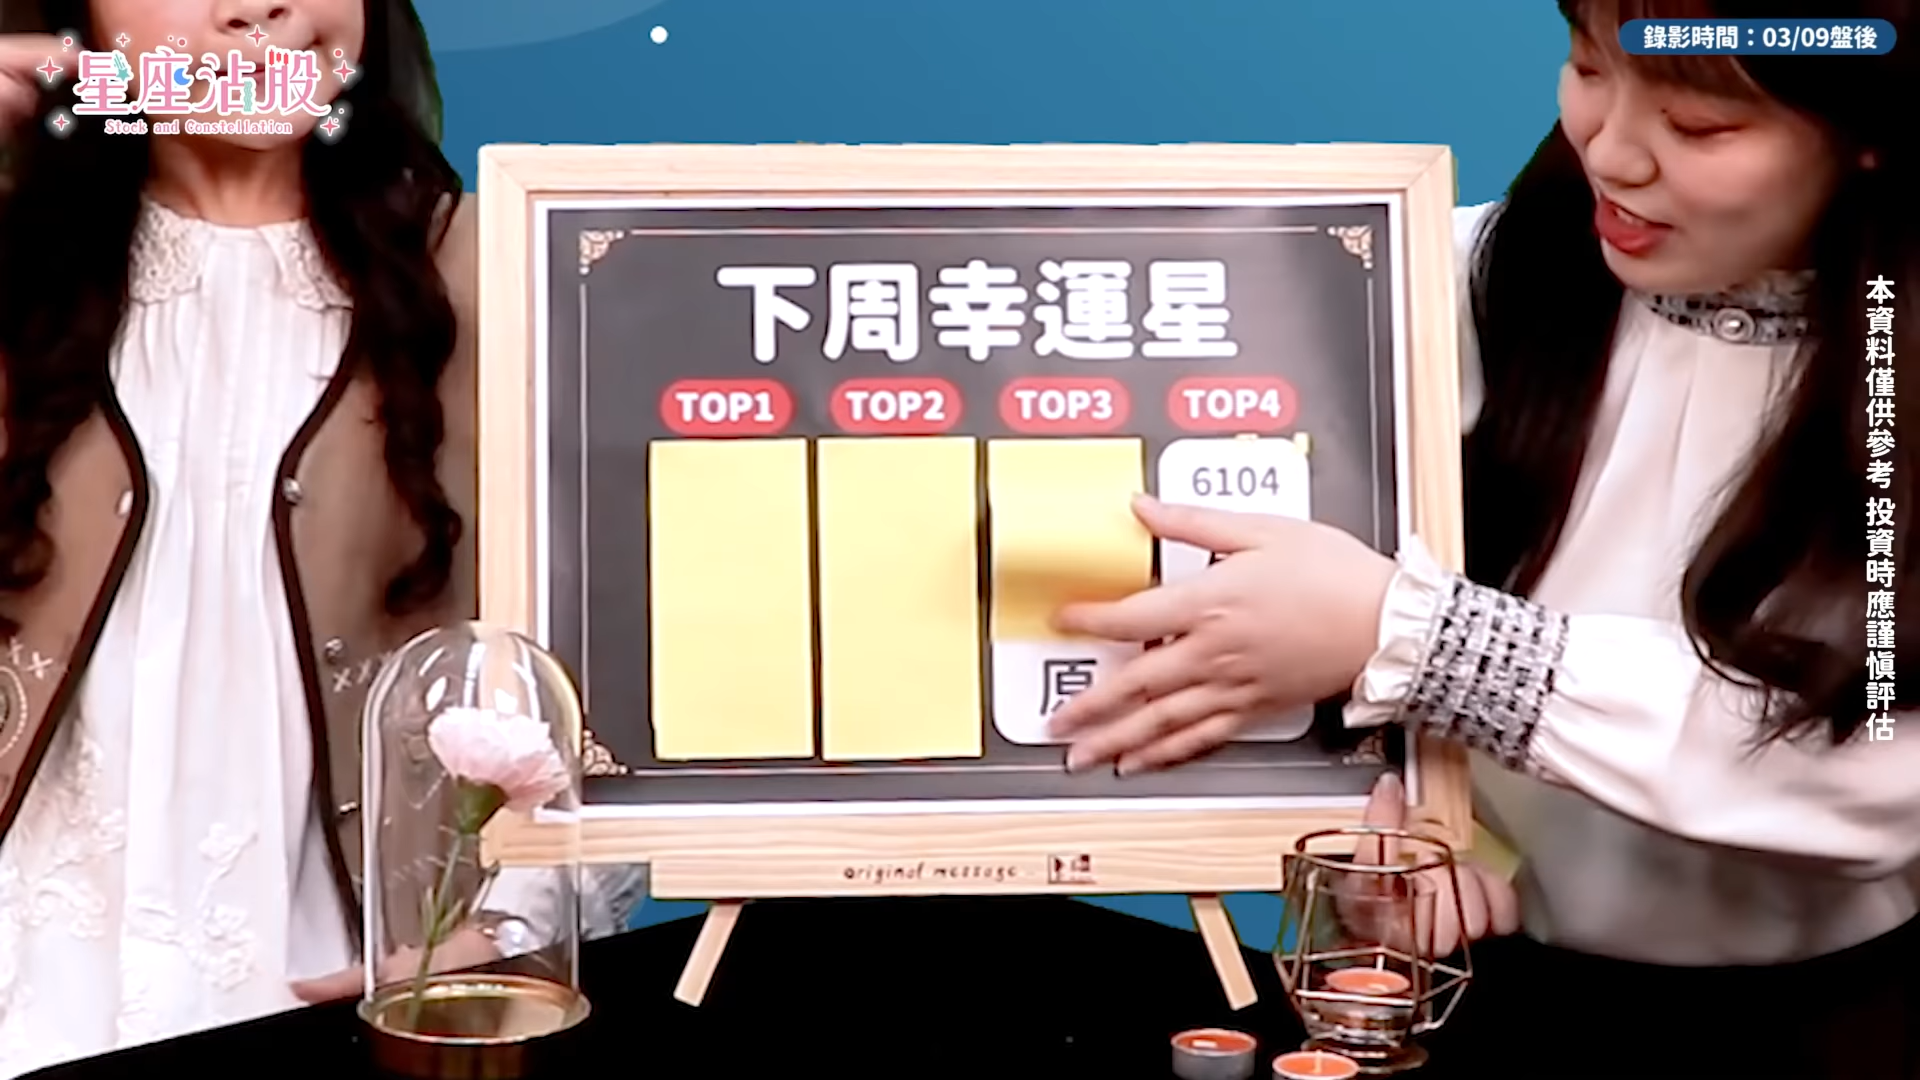 星座沾股
Stock and Constellation
錄影時間：03/09盤後
下周幸運星
TOP1 TOP2 TOP3 TOP4
6104
原
original message
本資料僅供參考 投資時應謹慎評估